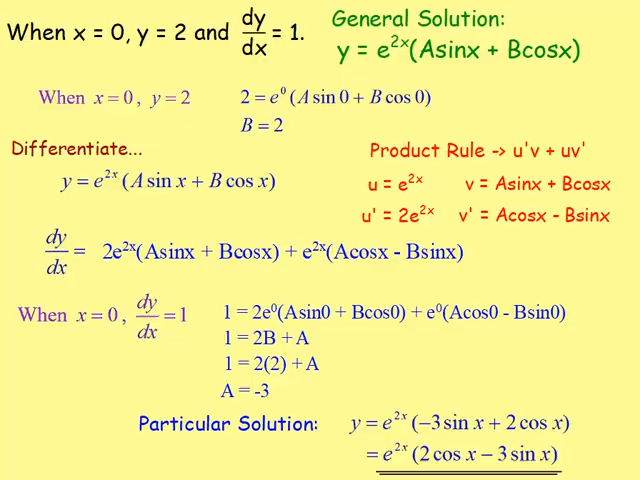 When x = 0, y = 2 and dy/dx = 1.
General Solution:
y = e^2x(Asinx + Bcosx)
When x = 0 , y = 2
2 = e^0 (A sin 0 + B cos 0)
B = 2
Differentiate...
y = e^2x (A sin x + B cos x)
Product Rule -> u'v + uv'
u = e^2x v = Asinx + Bcosx
u' = 2e^2x v' = Acosx - Bsinx
dy/dx = 2e^2x(Asinx + Bcosx) + e^2x(Acosx - Bsinx)
When x = 0 , dy/dx = 1
1 = 2e^0(Asin0 + Bcos0) + e^0(Acos0 - Bsin0)
1 = 2B + A
1 = 2(2) + A
A = -3
Particular Solution:
y = e^2x (−3 sin x + 2 cos x)
= e^2x (2 cos x − 3 sin x)